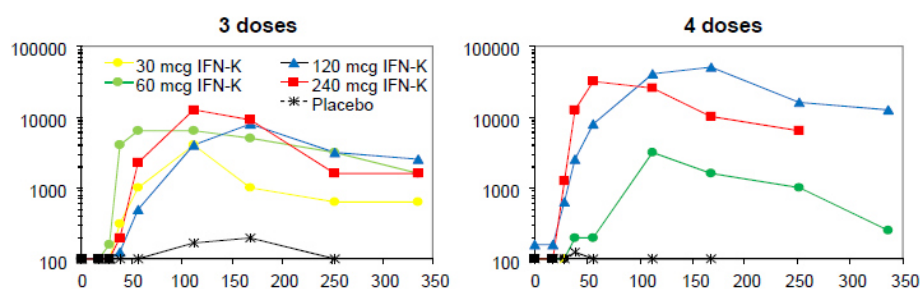 3 doses
100000
10000
1000
100
0 50 100 150 200 250 300 350
30 mcg IFN-K
60 mcg IFN-K
120 mcg IFN-K
240 mcg IFN-K
Placebo
4 doses
100000
10000
1000
100
0 50 100 150 200 250 300 350